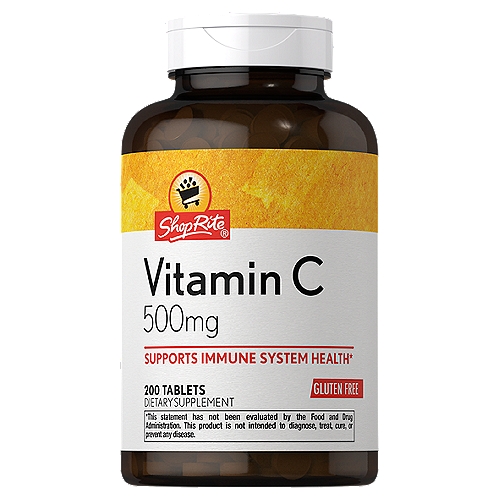 ShopRite®
Vitamin C
500mg
SUPPORTS IMMUNE SYSTEM HEALTH*
200 TABLETS
DIETARY SUPPLEMENT
GLUTEN FREE
*This statement has not been evaluated by the Food and Drug
Administration. This product is not intended to diagnose, treat, cure, or
prevent any disease.